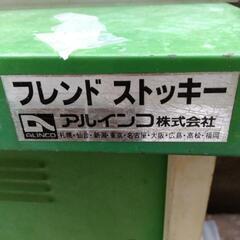 フレンド ストッキー
ALINCO
アルインコ株式会社
札幌・仙台・新潟・東京・名古屋・大阪・広島・高松・福岡